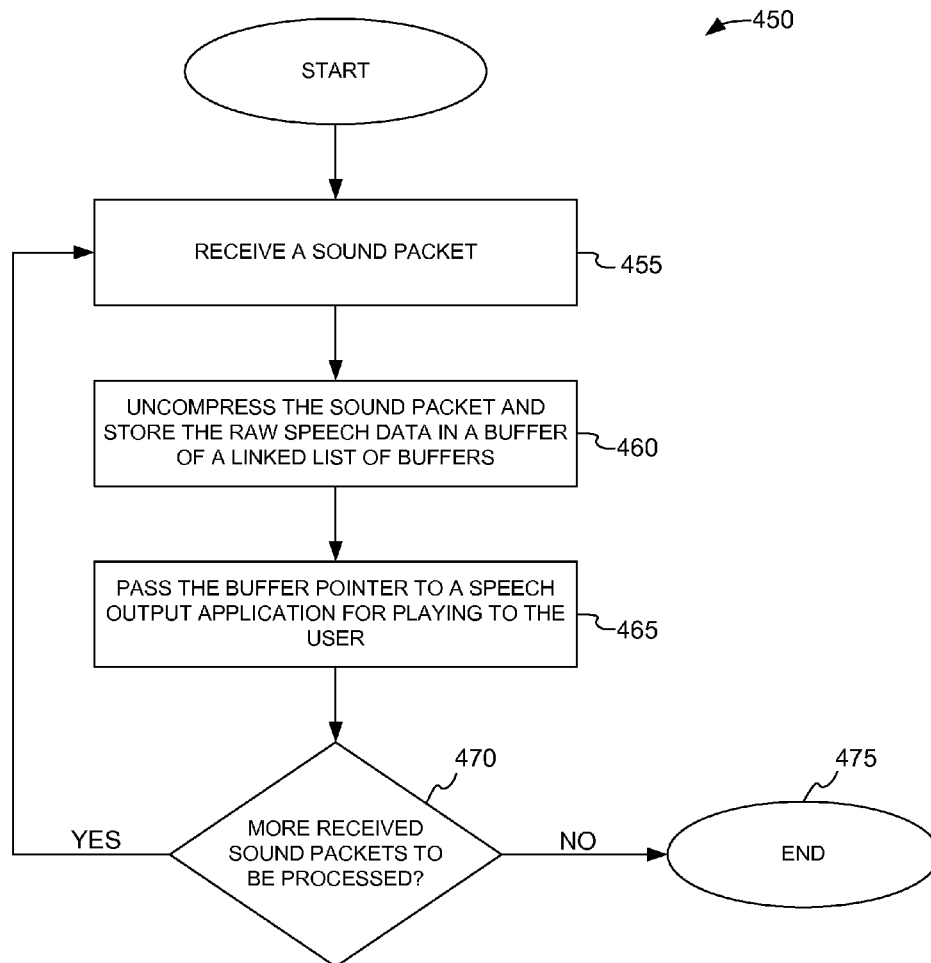 450
START
RECEIVE A SOUND PACKET
455
UNCOMPRESS THE SOUND PACKET AND
STORE THE RAW SPEECH DATA IN A BUFFER
OF A LINKED LIST OF BUFFERS
460
PASS THE BUFFER POINTER TO A SPEECH
OUTPUT APPLICATION FOR PLAYING TO THE
USER
465
470
MORE RECEIVED
SOUND PACKETS TO
BE PROCESSED?
YES
NO
475
END